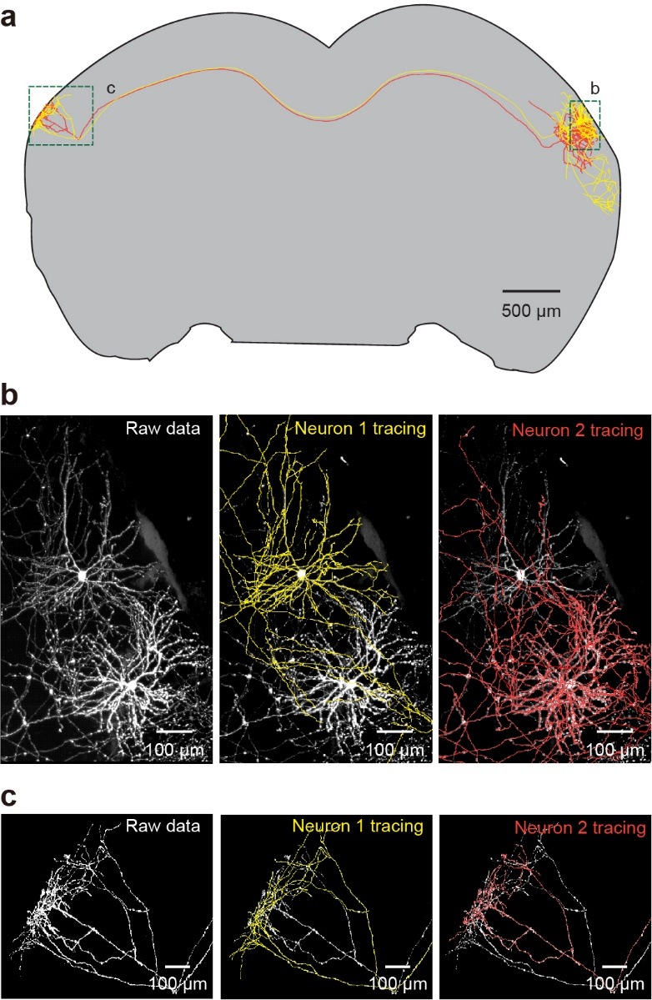 a
c
b
500 µm
b
Raw data
Neuron 1 tracing
Neuron 2 tracing
100 µm
100 µm
100 µm
c
Raw data
Neuron 1 tracing
Neuron 2 tracing
100 µm
100 µm
100 µm